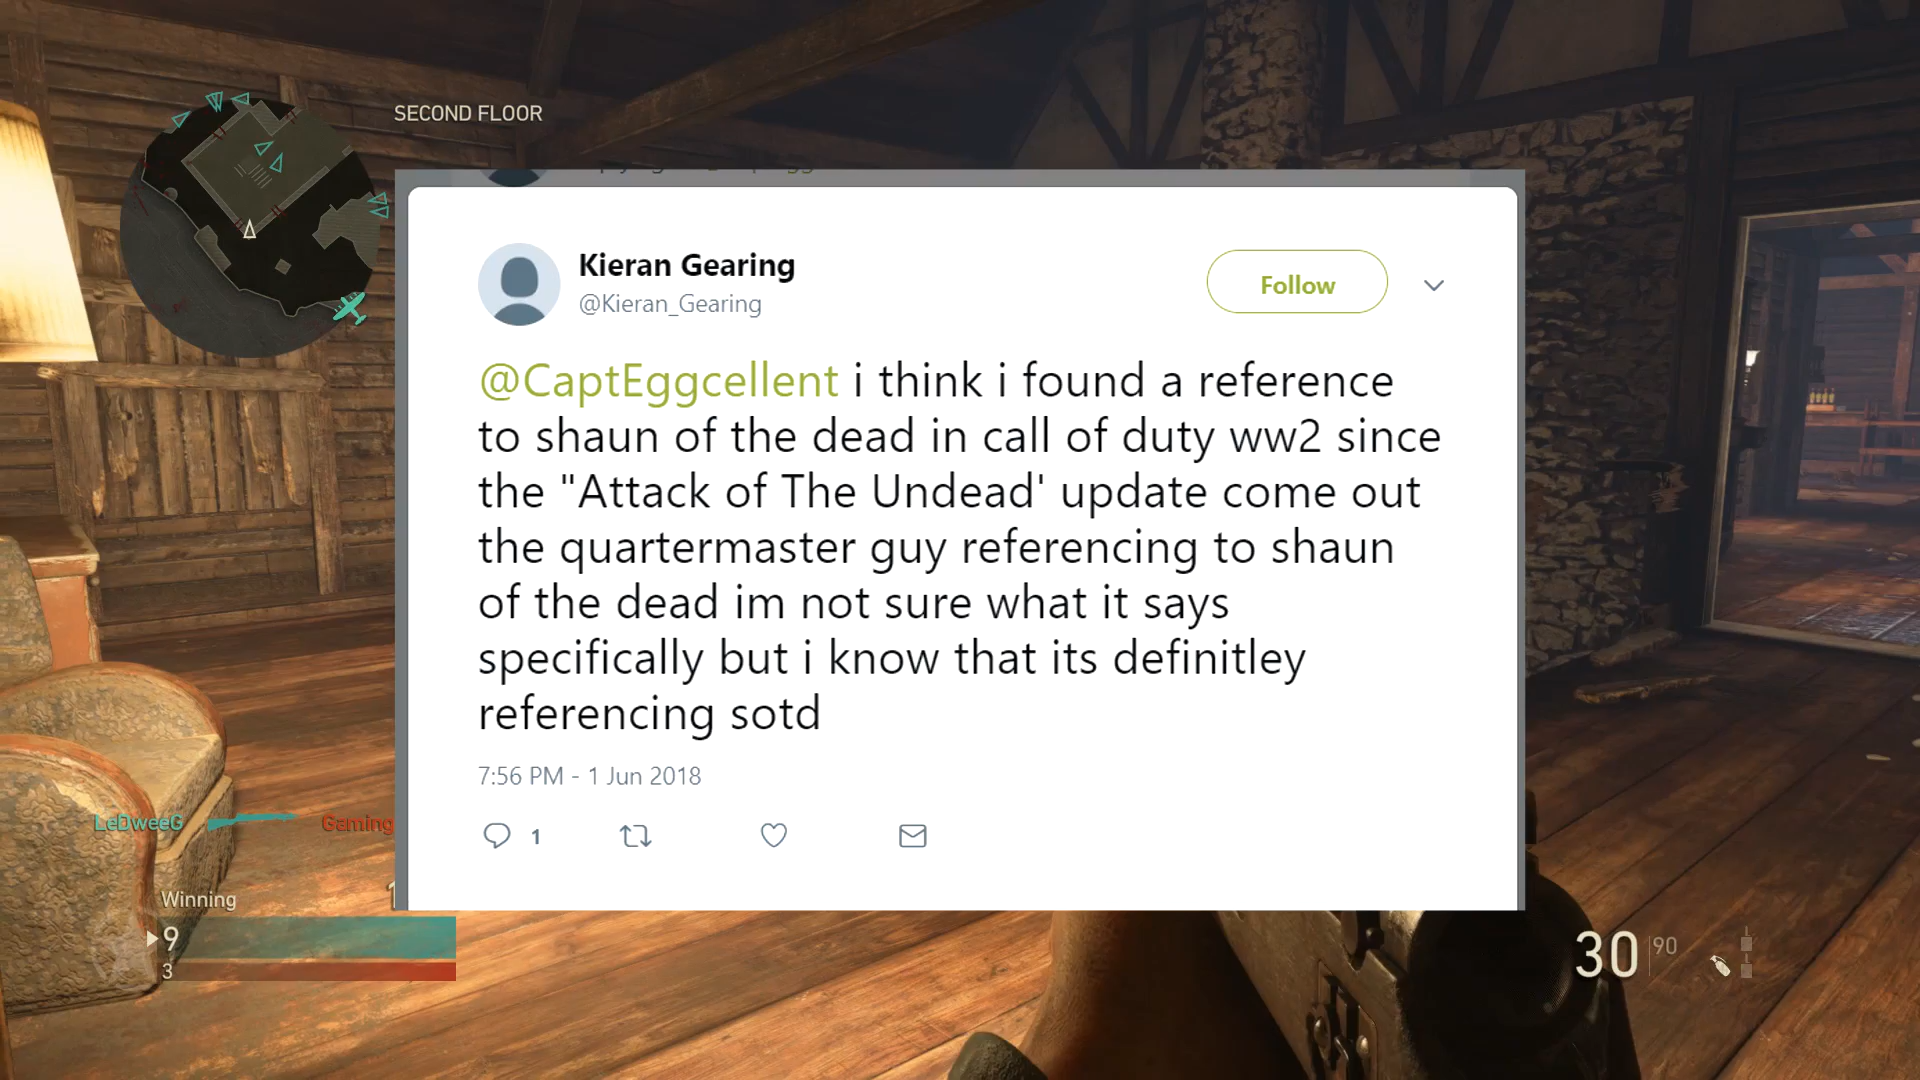 SECOND FLOOR
Kieran Gearing
@Kieran_Gearing
Follow
@CaptEggcellent i think i found a reference
to shaun of the dead in call of duty ww2 since
the "Attack of The Undead' update come out
the quartermaster guy referencing to shaun
of the dead im not sure what it says
specifically but i know that its definitley
referencing sotd
7:56 PM - 1 Jun 2018
1
LeDweeG Gaming
Winning
9
3
30 90